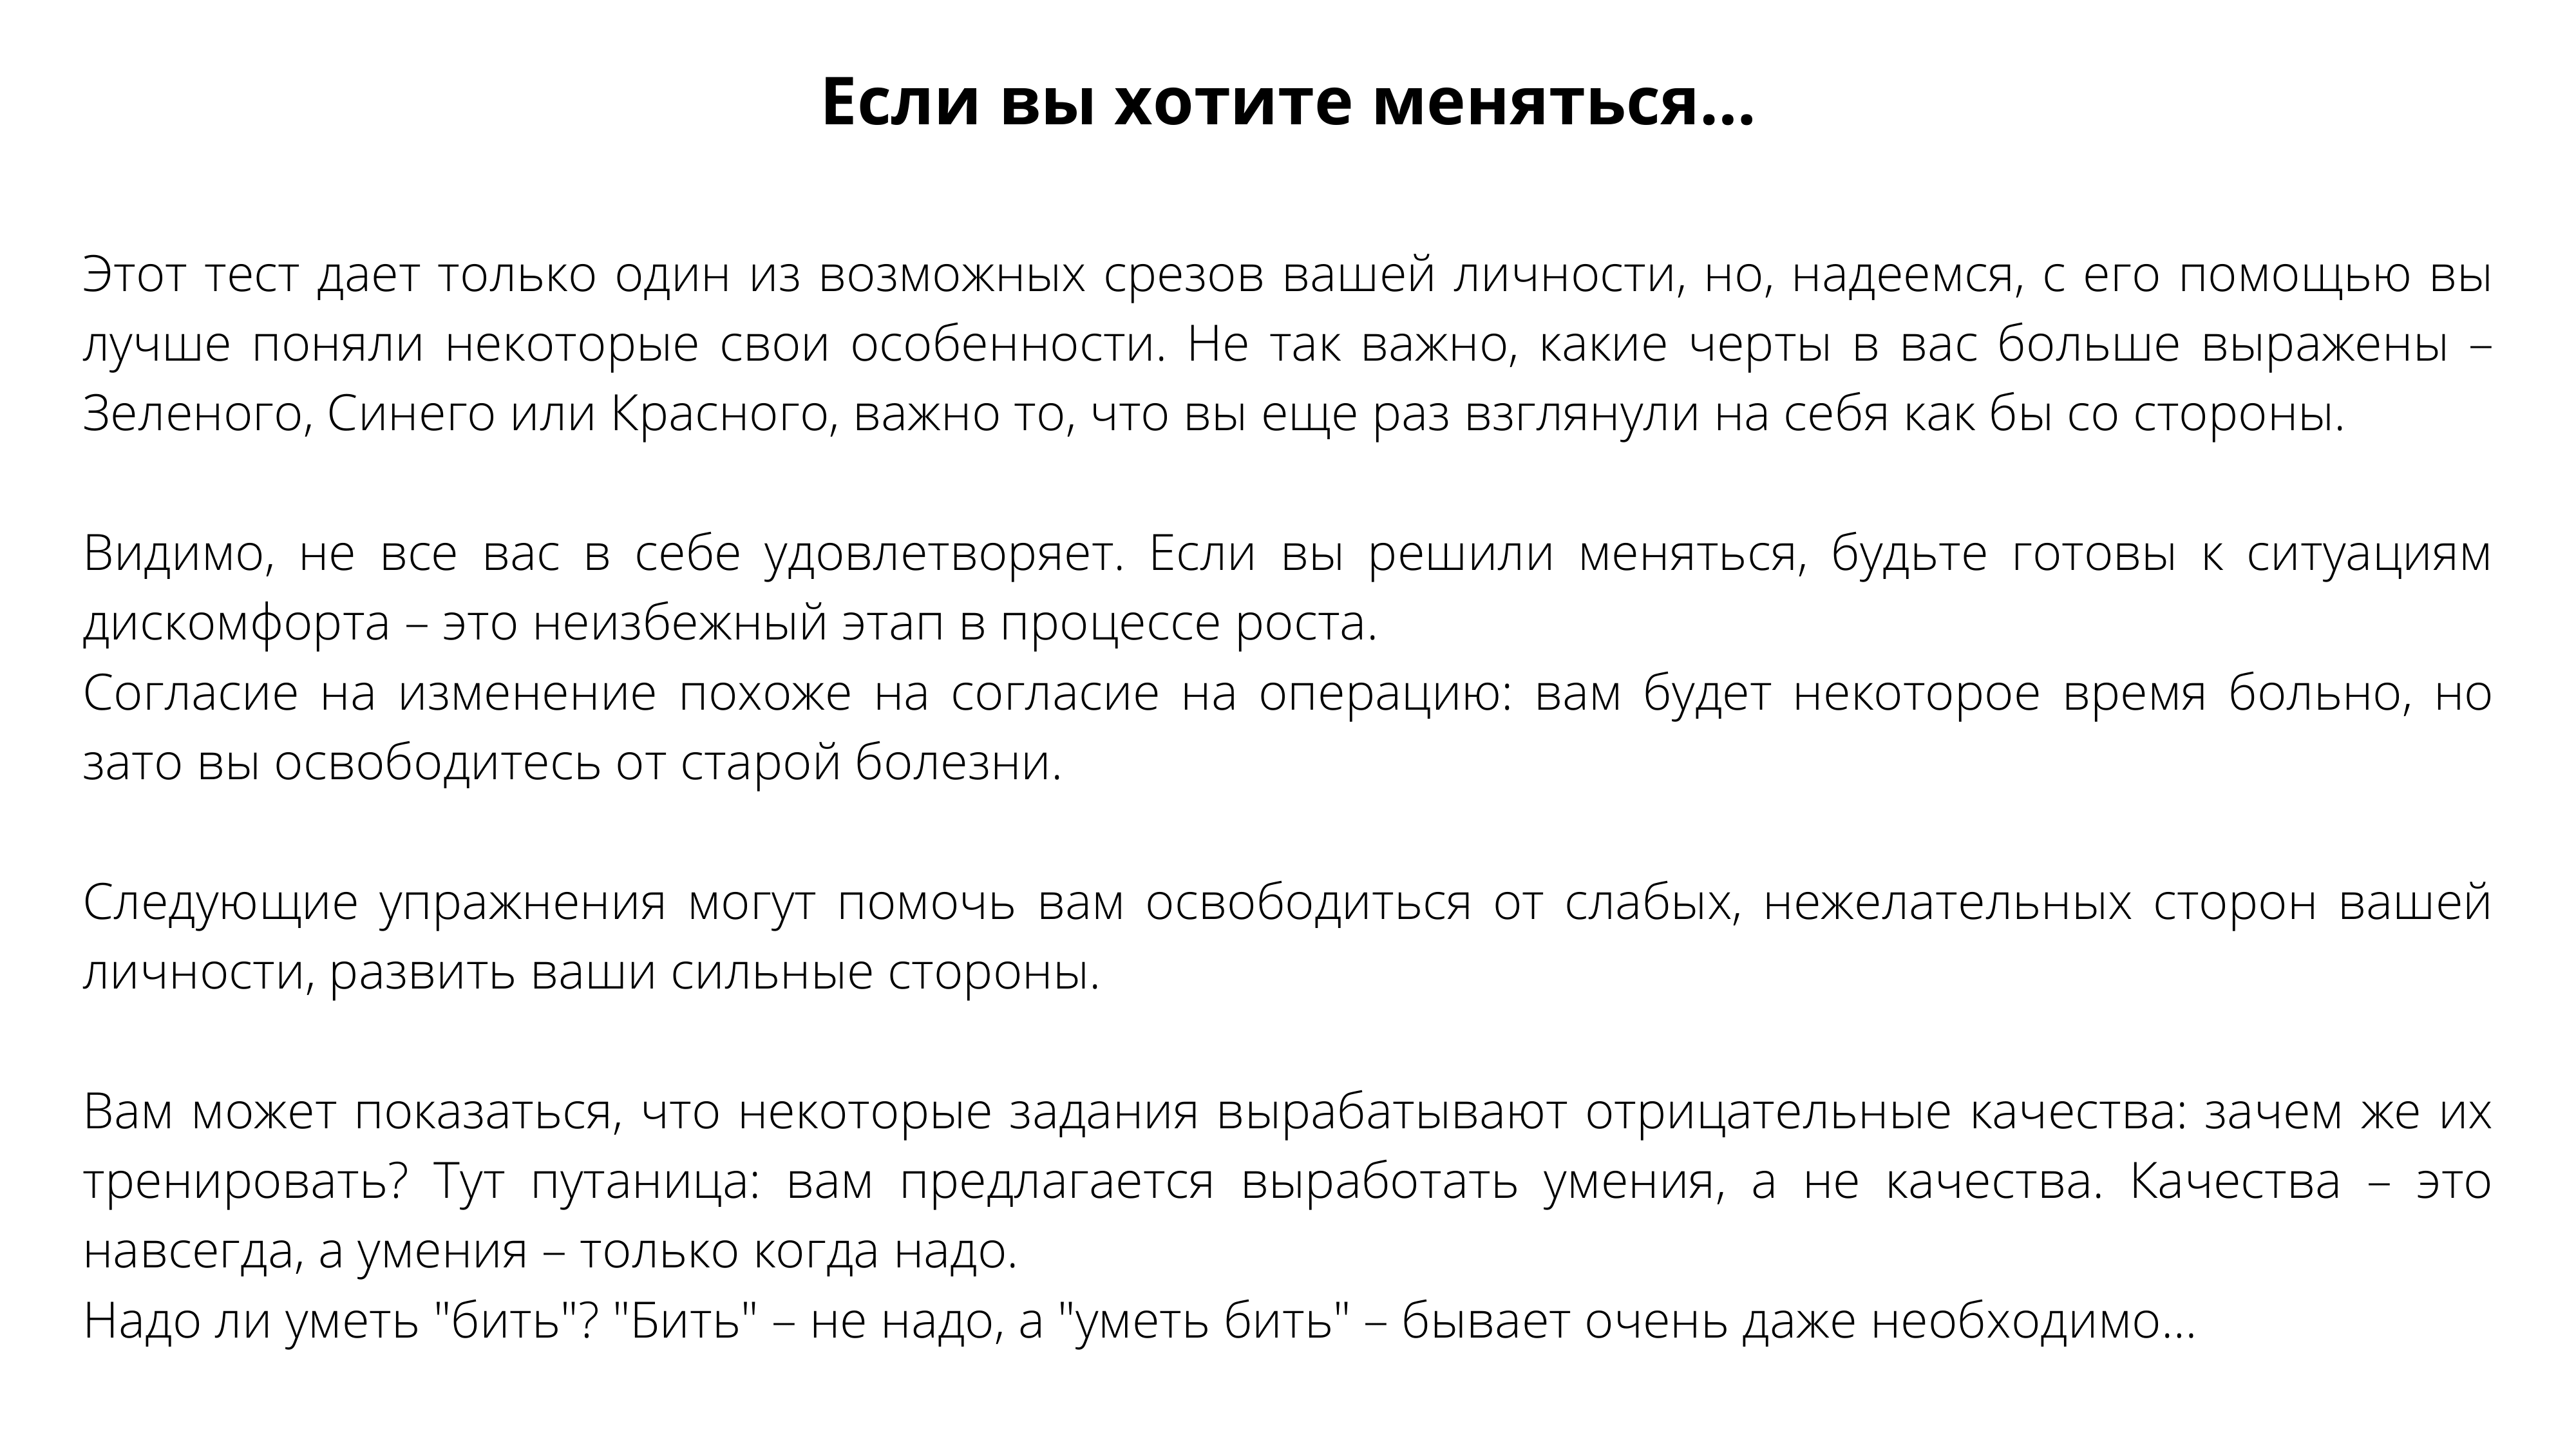 Если вы хотите меняться...
Этот тест дает только один из возможных срезов вашей личности, но, надеемся, с его помощью вы
лучше поняли некоторые свои особенности. Не так важно, какие черты в вас больше выражены –
Зеленого, Синего или Красного, важно то, что вы еще раз взглянули на себя как бы со стороны.
Видимо, не все вас в себе удовлетворяет. Если вы решили меняться, будьте готовы к ситуациям
дискомфорта – это неизбежный этап в процессе роста.
Согласие на изменение похоже на согласие на операцию: вам будет некоторое время больно, но
зато вы освободитесь от старой болезни.
Следующие упражнения могут помочь вам освободиться от слабых, нежелательных сторон вашей
личности, развить ваши сильные стороны.
Вам может показаться, что некоторые задания вырабатывают отрицательные качества: зачем же их
тренировать? Тут путаница: вам предлагается выработать умения, а не качества. Качества – это
навсегда, а умения – только когда надо.
Надо ли уметь "бить"? "Бить" – не надо, а "уметь бить" – бывает очень даже необходимо...